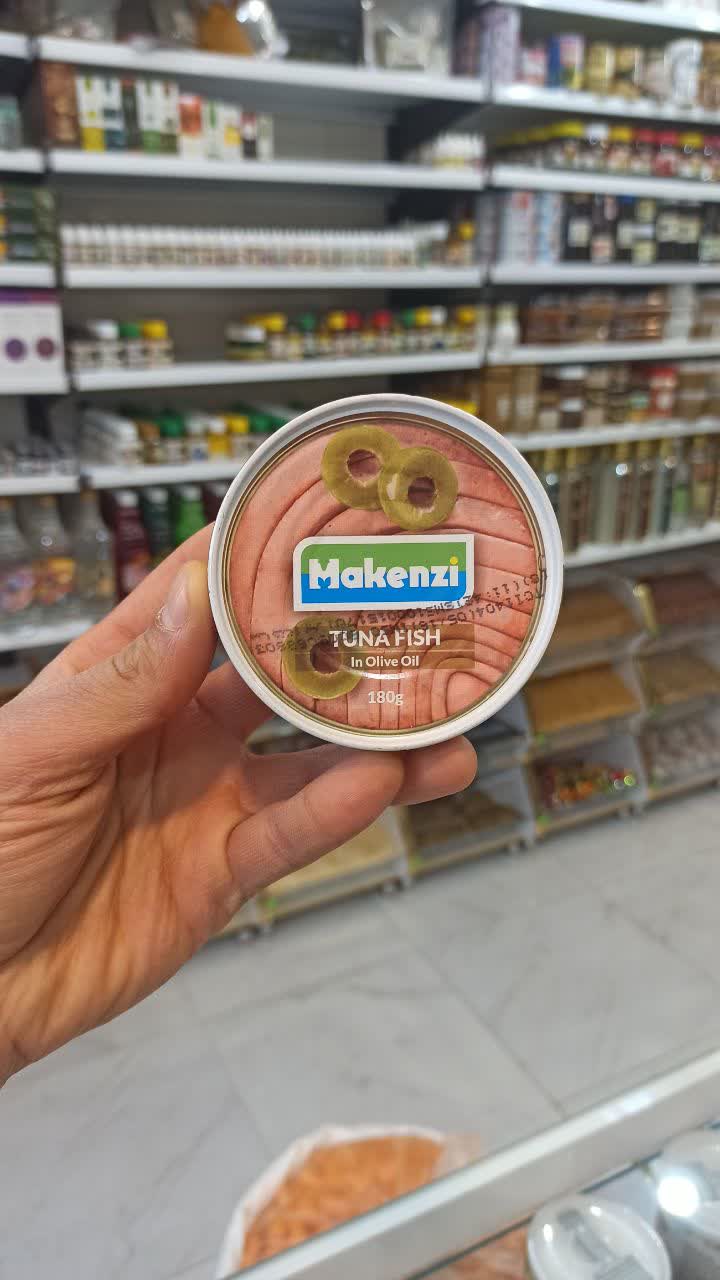 Makenzi
TUNA FISH
In Olive Oil
180g